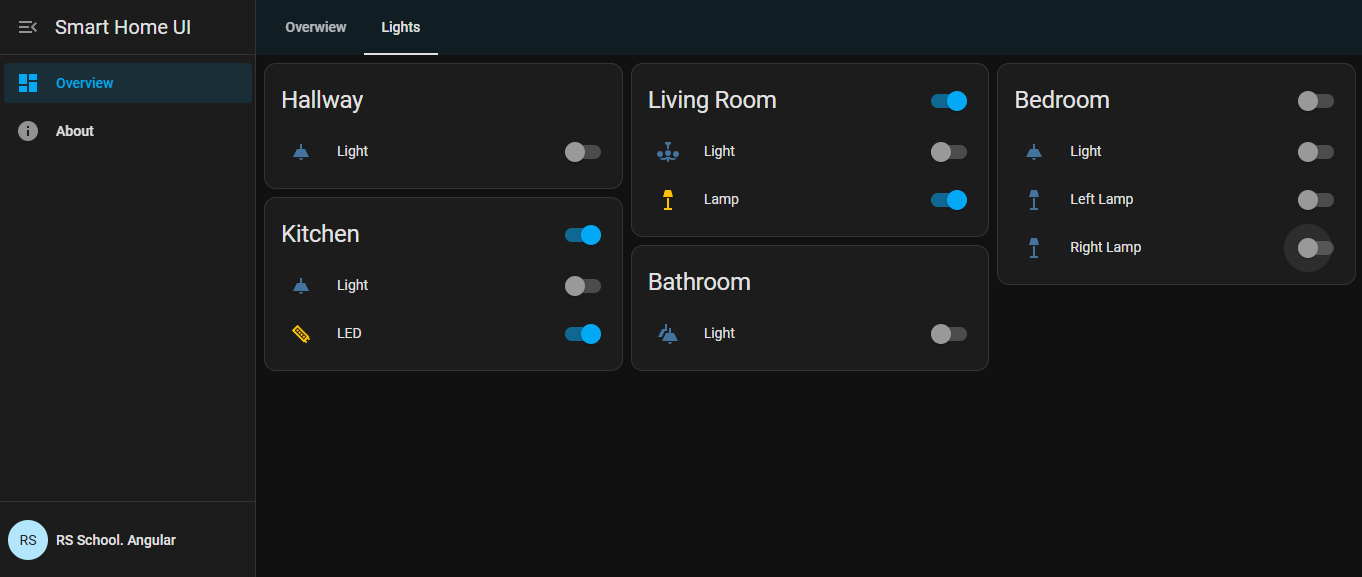 Smart Home UI
Overview
About
RS
RS School. Angular
Overwiew
Lights
Hallway
Light
Kitchen
Light
LED
Living Room
Light
Lamp
Bathroom
Light
Bedroom
Light
Left Lamp
Right Lamp